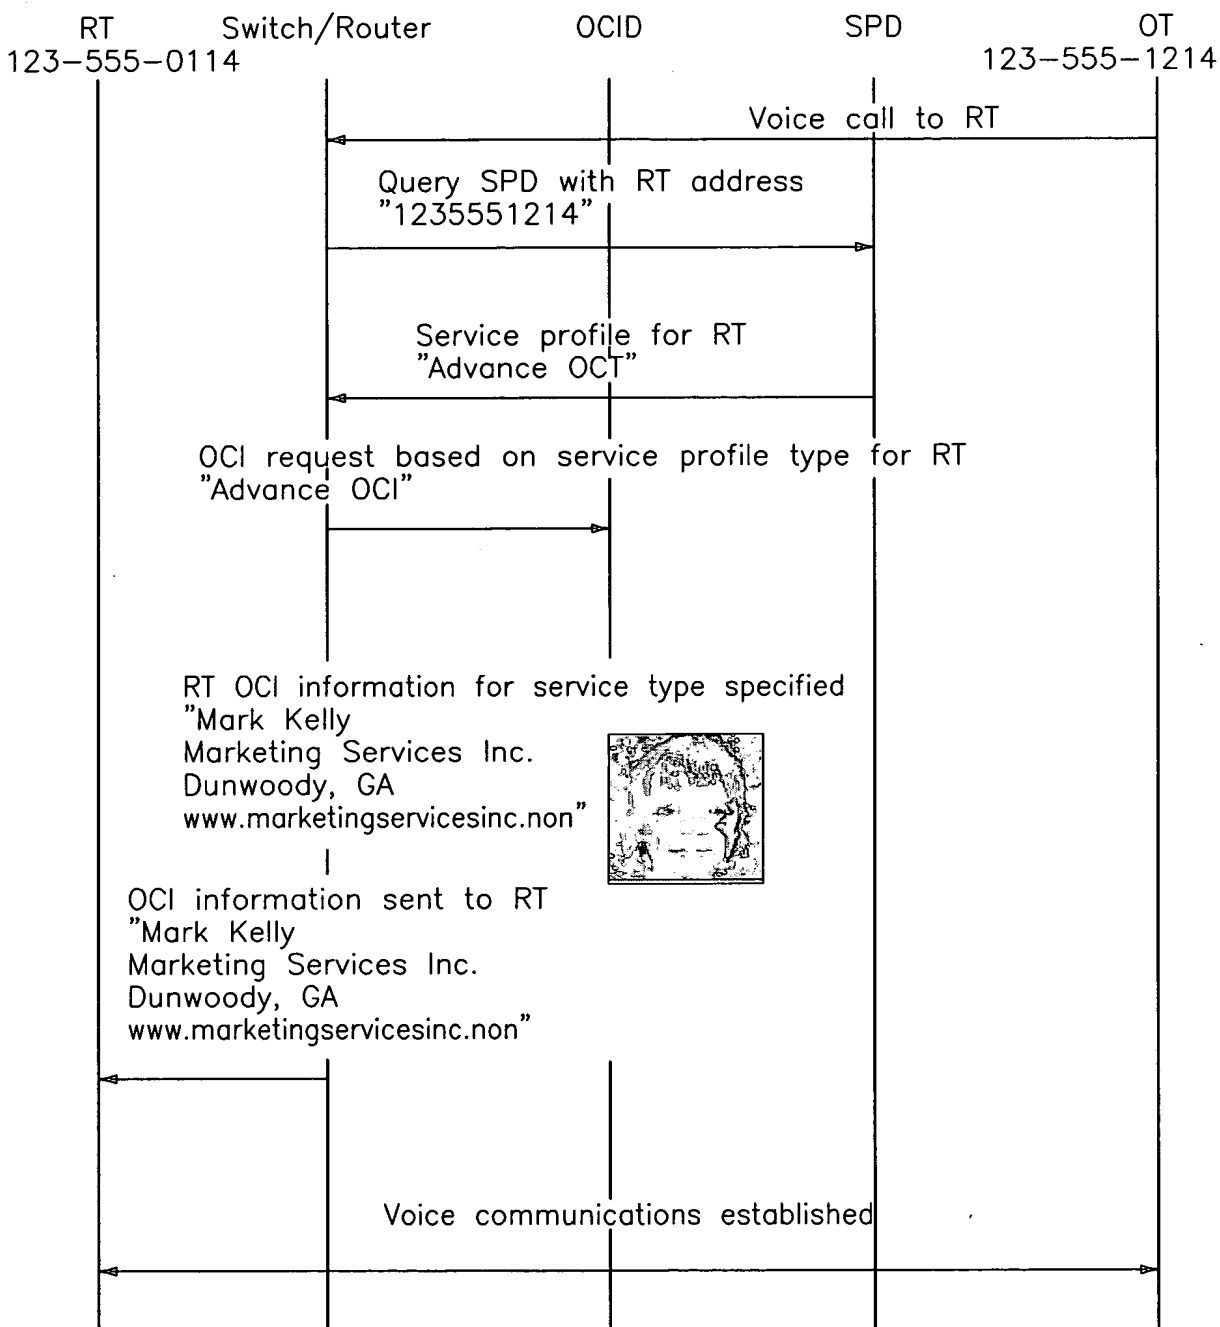 RT Switch/Router OCID SPD OT
123-555-0114 123-555-1214
Voice call to RT
Query SPD with RT address
"1235551214"
Service profile for RT
"Advance OCT"
OCI request based on service profile type for RT
"Advance OCI"
RT OCI information for service type specified
"Mark Kelly
Marketing Services Inc.
Dunwoody, GA
www.marketingservicesinc.non"
OCI information sent to RT
"Mark Kelly
Marketing Services Inc.
Dunwoody, GA
www.marketingservicesinc.non"
Voice communications established